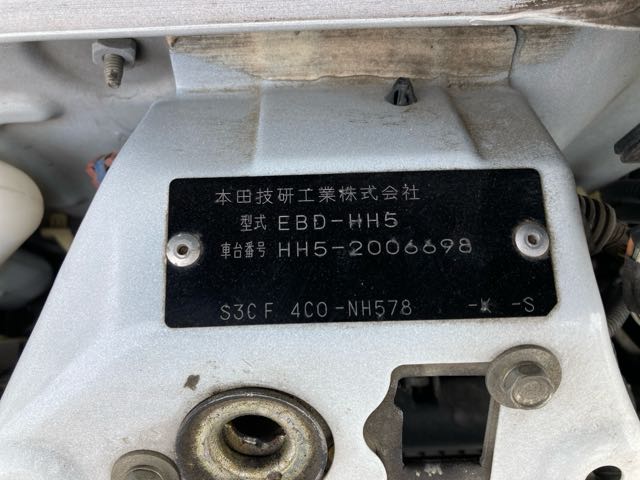 本田技研工業株式会社
型式 EBD-HH5
車台番号 HH5-2006698
S3CF 4C0-NH578 -K -S